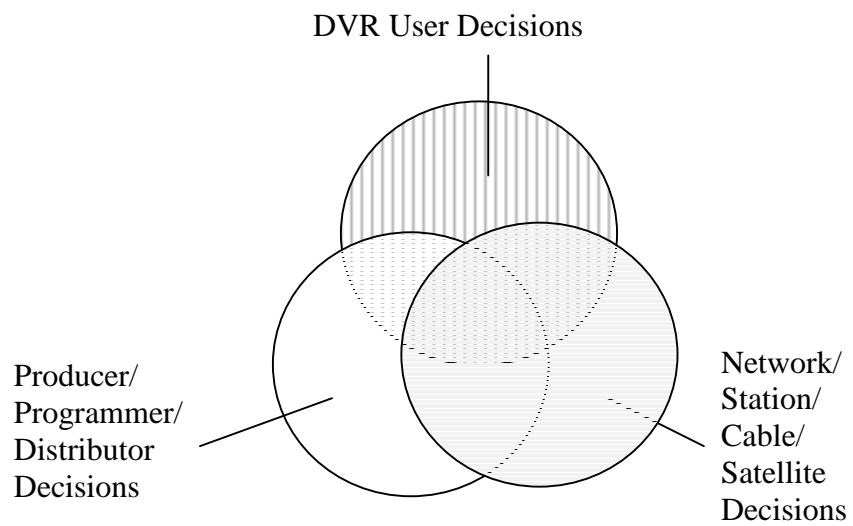 DVR User Decisions
Producer/
Programmer/
Distributor
Decisions
Network/
Station/
Cable/
Satellite
Decisions